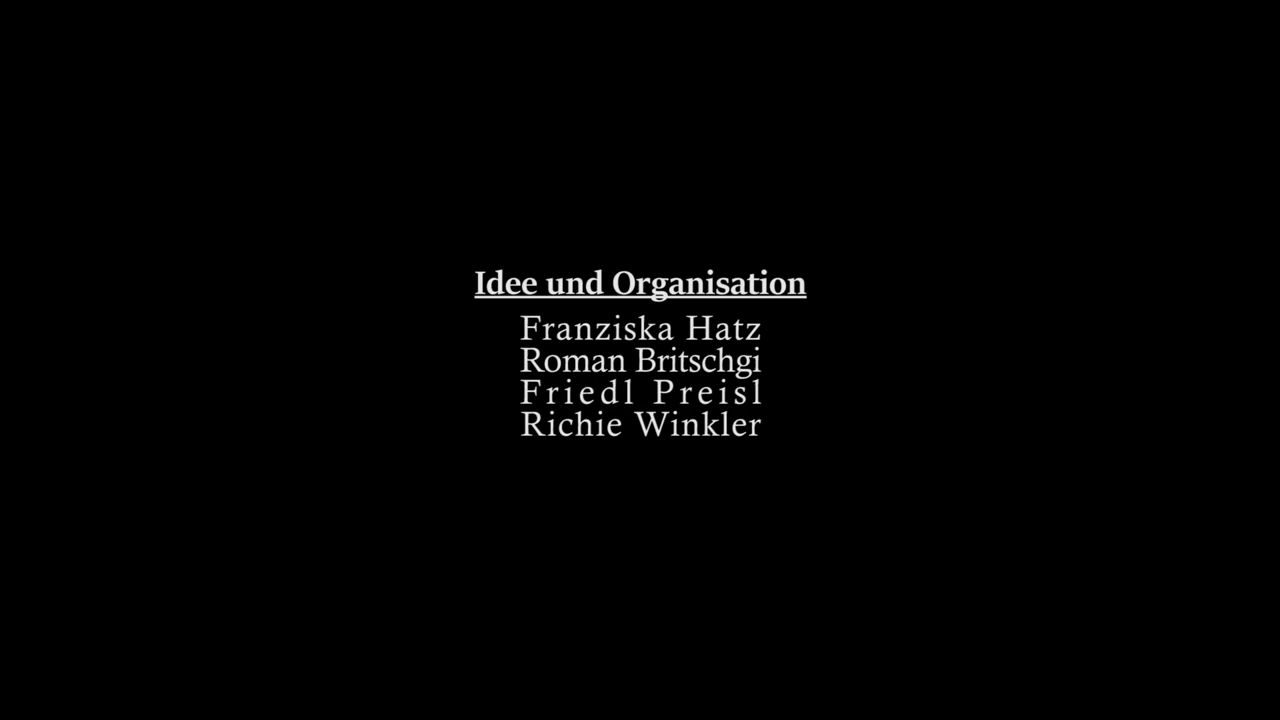 Idee und Organisation
Franziska Hatz
Roman Britschgi
Friedl Preisl
Richie Winkler